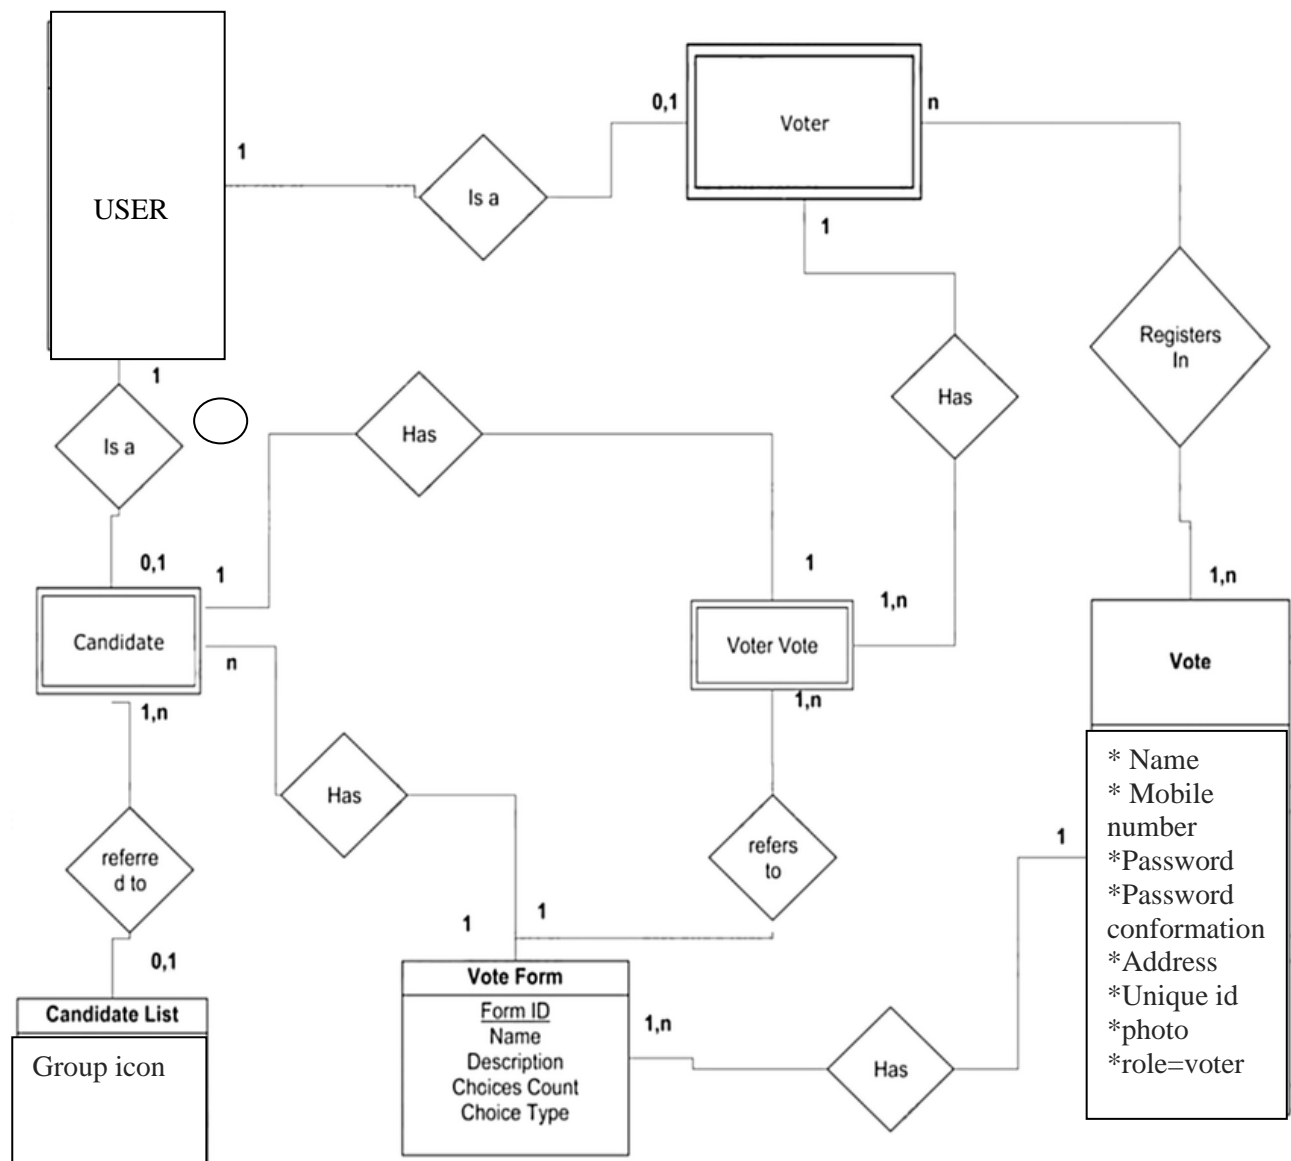 0,1
n
Voter
1
Is a
USER
1
Registers
In
1
Has
Has
Is a
0,1
1
1
1,n
1,n
Candidate
Voter Vote
Vote
n
1,n
1,n
* Name
* Mobile
number
*Password
*Password
conformation
*Address
*Unique id
*photo
*role=voter
Has
refers
to
1
referre
d to
1
1
0,1
Vote Form
Form ID
Name
Description
Choices Count
Choice Type
Candidate List
Group icon
1,n
Has